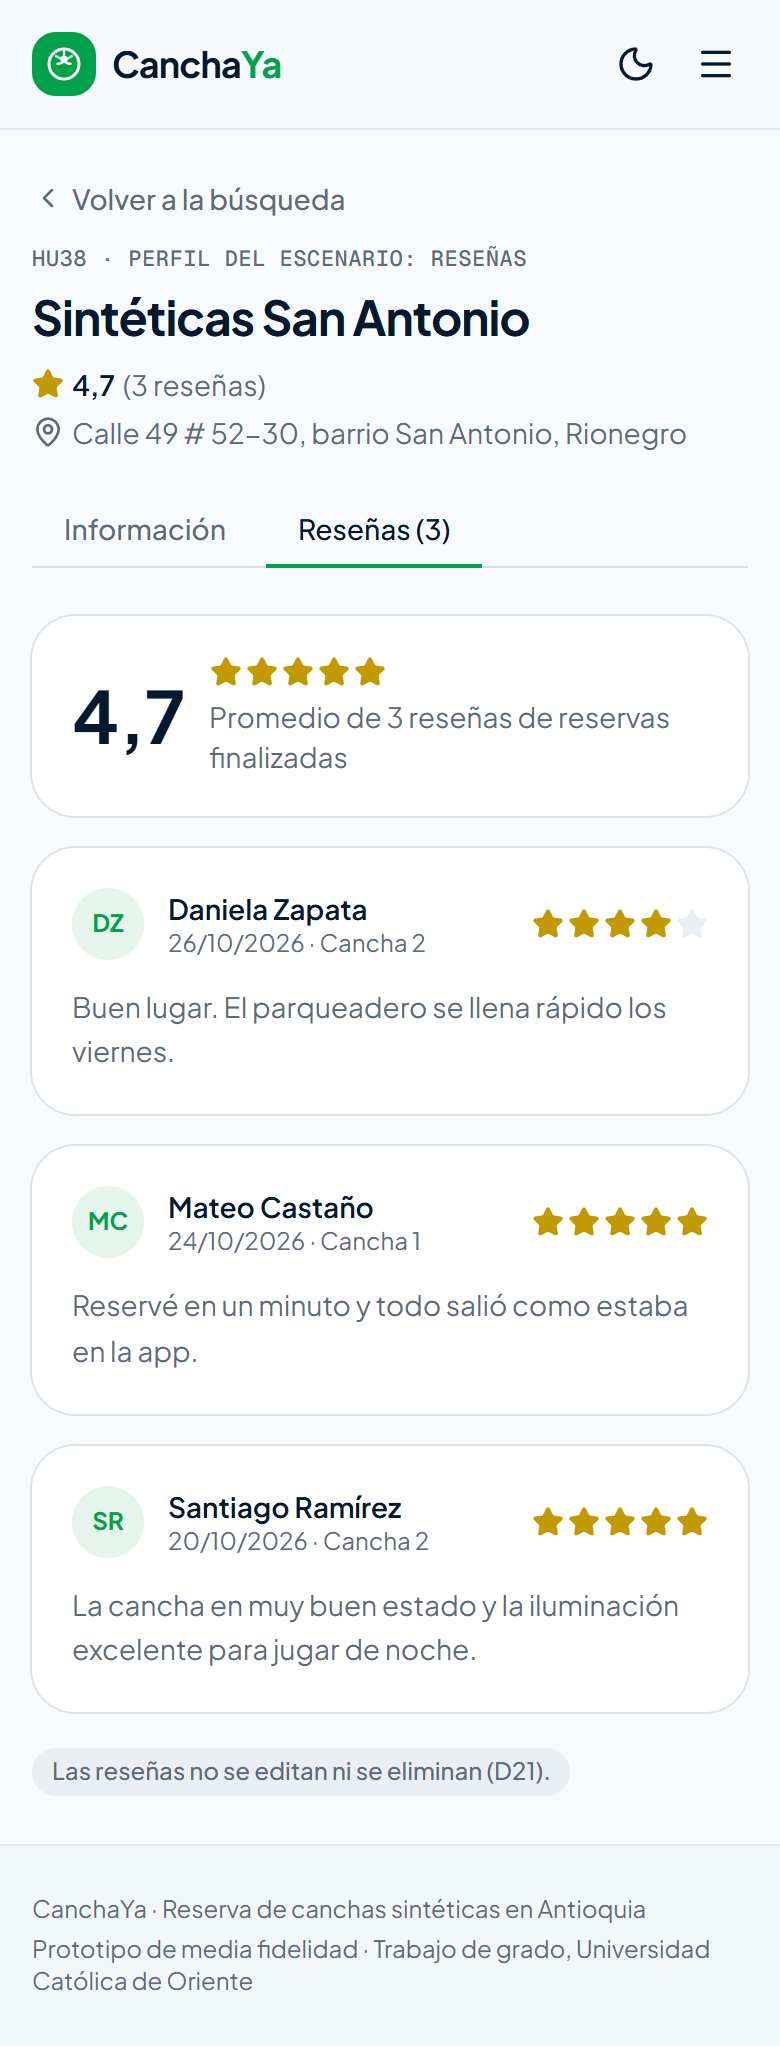 CanchaYa
Volver a la búsqueda
HU38 · PERFIL DEL ESCENARIO: RESEÑAS
Sintéticas San Antonio
4,7 (3 reseñas)
Calle 49 # 52–30, barrio San Antonio, Rionegro
Información
Reseñas (3)
4,7
Promedio de 3 reseñas de reservas
finalizadas
DZ
Daniela Zapata
26/10/2026 · Cancha 2
Buen lugar. El parqueadero se llena rápido los
viernes.
MC
Mateo Castaño
24/10/2026 · Cancha 1
Reservé en un minuto y todo salió como estaba
en la app.
SR
Santiago Ramírez
20/10/2026 · Cancha 2
La cancha en muy buen estado y la iluminación
excelente para jugar de noche.
Las reseñas no se editan ni se eliminan (D21).
CanchaYa · Reserva de canchas sintéticas en Antioquia
Prototipo de media fidelidad · Trabajo de grado, Universidad
Católica de Oriente